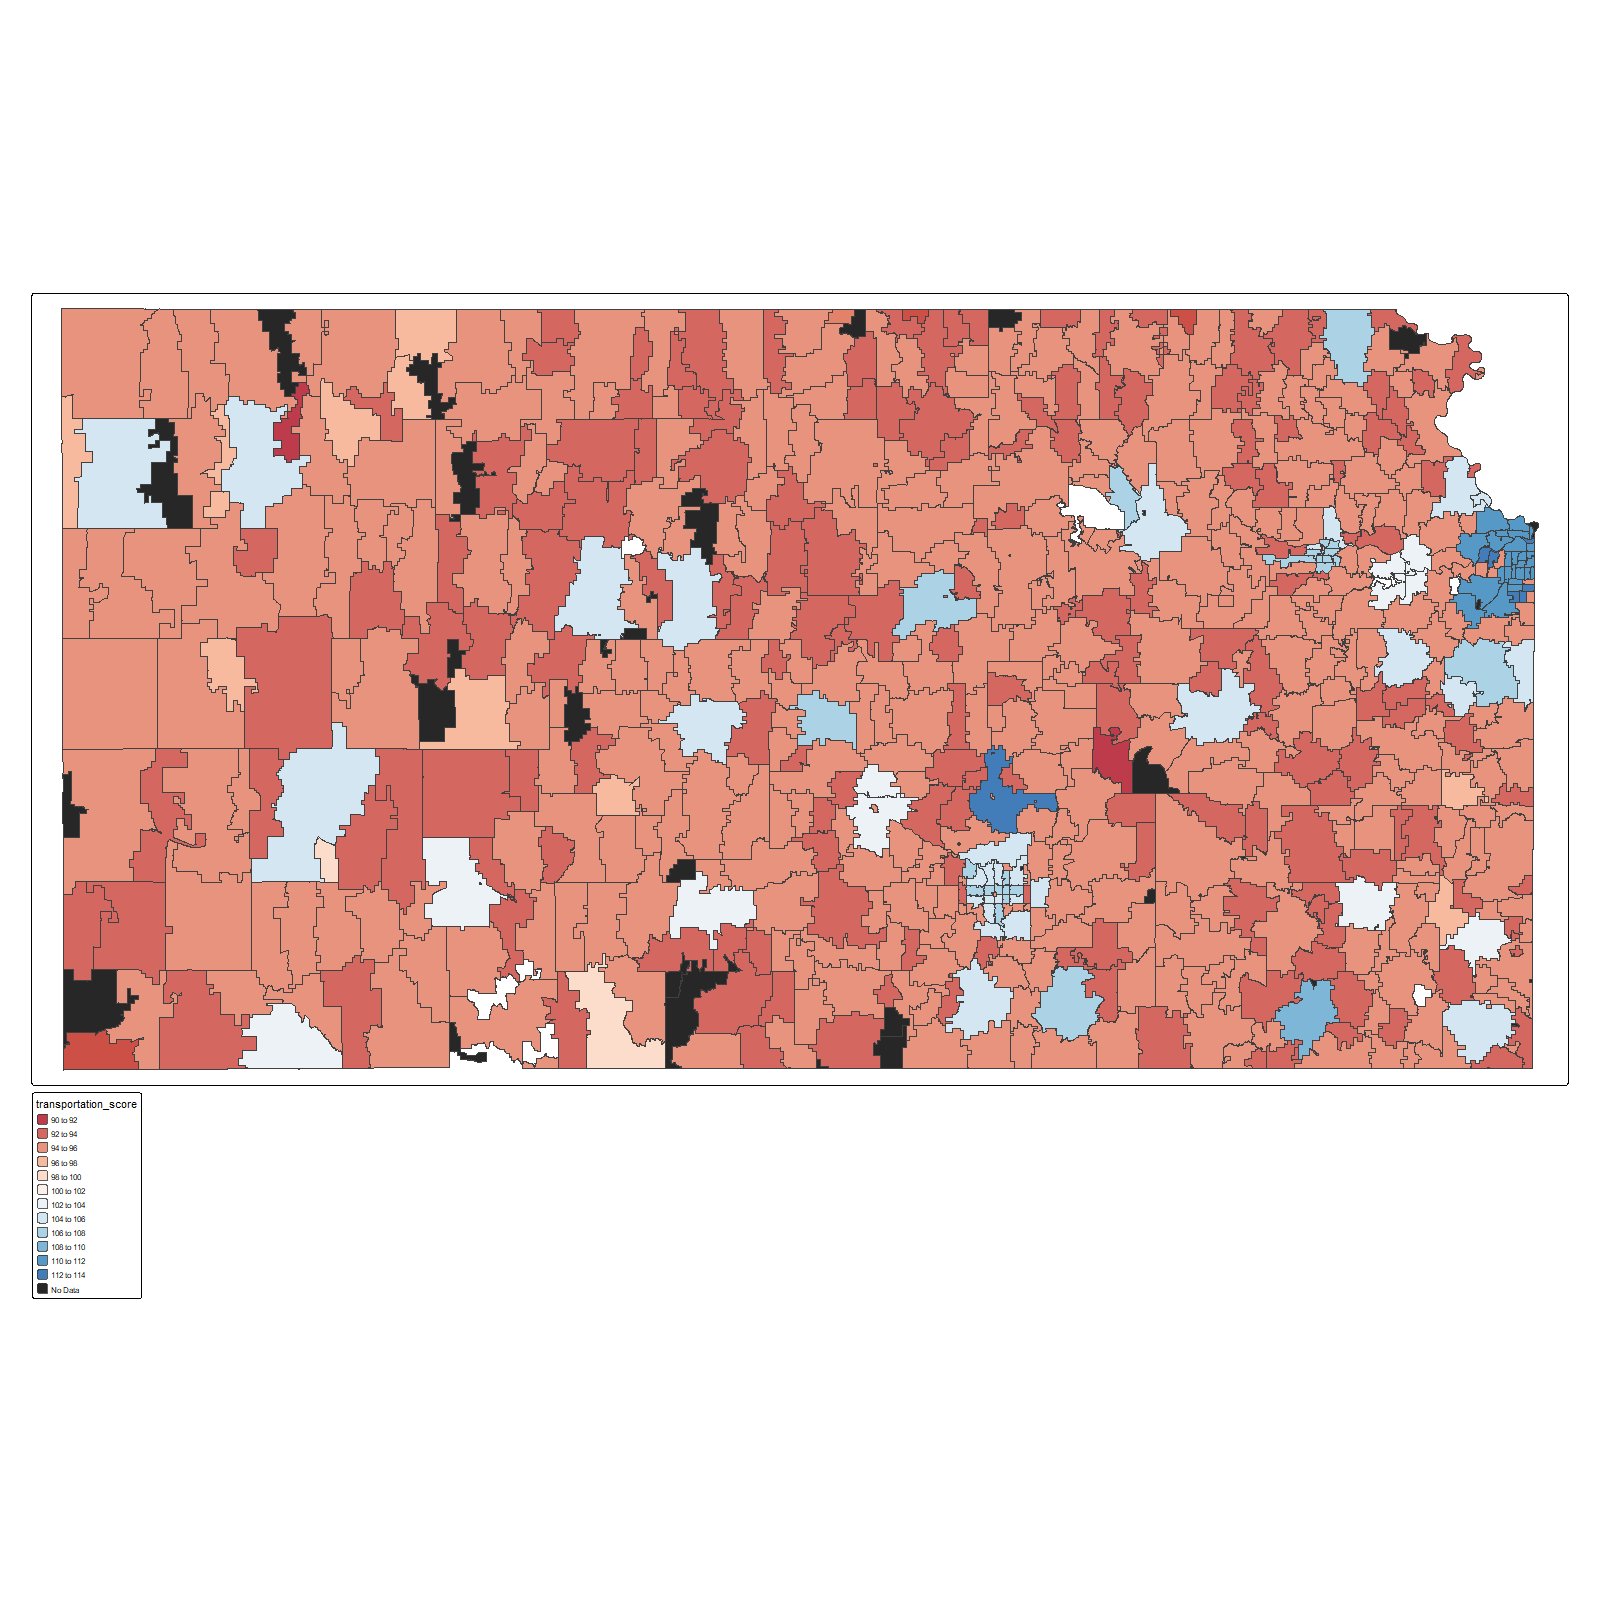 transportation_score
90 to 92
92 to 94
94 to 96
96 to 98
98 to 100
100 to 102
102 to 104
104 to 106
106 to 108
108 to 110
110 to 112
112 to 114
No Data